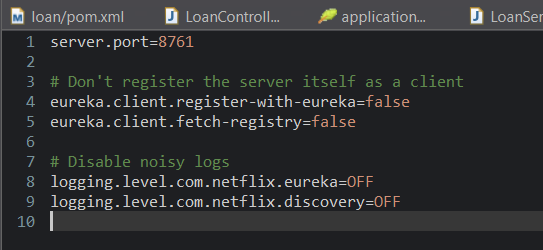 loan/pom.xml LoanControll... application... LoanSer
1 server.port=8761
2
3 # Don't register the server itself as a client
4 eureka.client.register-with-eureka=false
5 eureka.client.fetch-registry=false
6
7 # Disable noisy logs
8 logging.level.com.netflix.eureka=OFF
9 logging.level.com.netflix.discovery=OFF
10